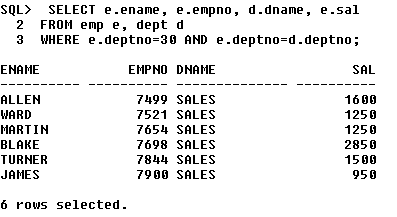 SQL>  SELECT e.ename, e.empno, d.dname, e.sal
  2  FROM emp e, dept d
  3  WHERE e.deptno=30 AND e.deptno=d.deptno;

ENAME           EMPNO DNAME                 SAL
---------- ---------- -------------- ----------
ALLEN            7499 SALES                1600
WARD             7521 SALES                1250
MARTIN           7654 SALES                1250
BLAKE            7698 SALES                2850
TURNER           7844 SALES                1500
JAMES            7900 SALES                 950

6 rows selected.